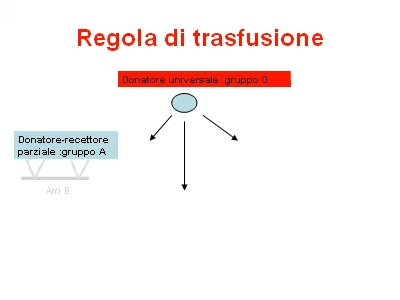 Regola di trasfusione
Donatore universale: gruppo 0
Donatore-recettore
parziale :gruppo A
Anti B